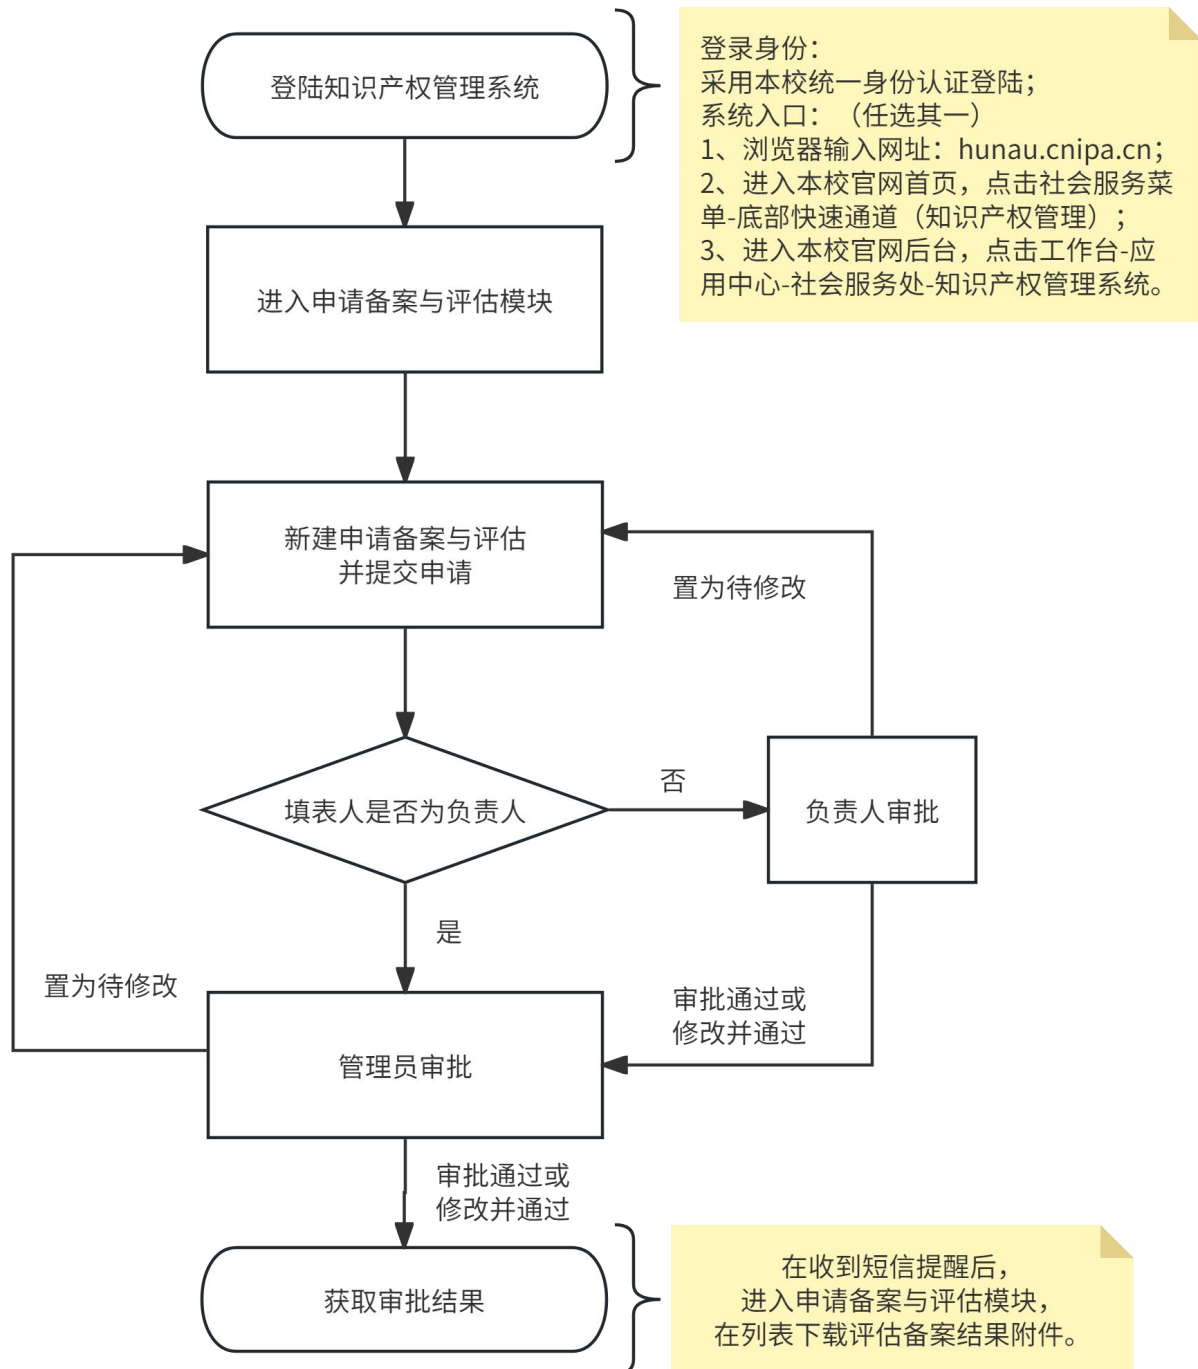 登陆知识产权管理系统
登录身份：
采用本校统一身份认证登陆；
系统入口：（任选其一）
1、浏览器输入网址：hunau.cnipa.cn；
2、进入本校官网首页，点击社会服务菜
单-底部快速通道（知识产权管理）；
3、进入本校官网后台，点击工作台-应
用中心-社会服务处-知识产权管理系统。
进入申请备案与评估模块
新建申请备案与评估
并提交申请
置为待修改
填表人是否为负责人
否
负责人审批
是
置为待修改
审批通过或
修改并通过
管理员审批
审批通过或
修改并通过
获取审批结果
在收到短信提醒后，
进入申请备案与评估模块，
在列表下载评估备案结果附件。